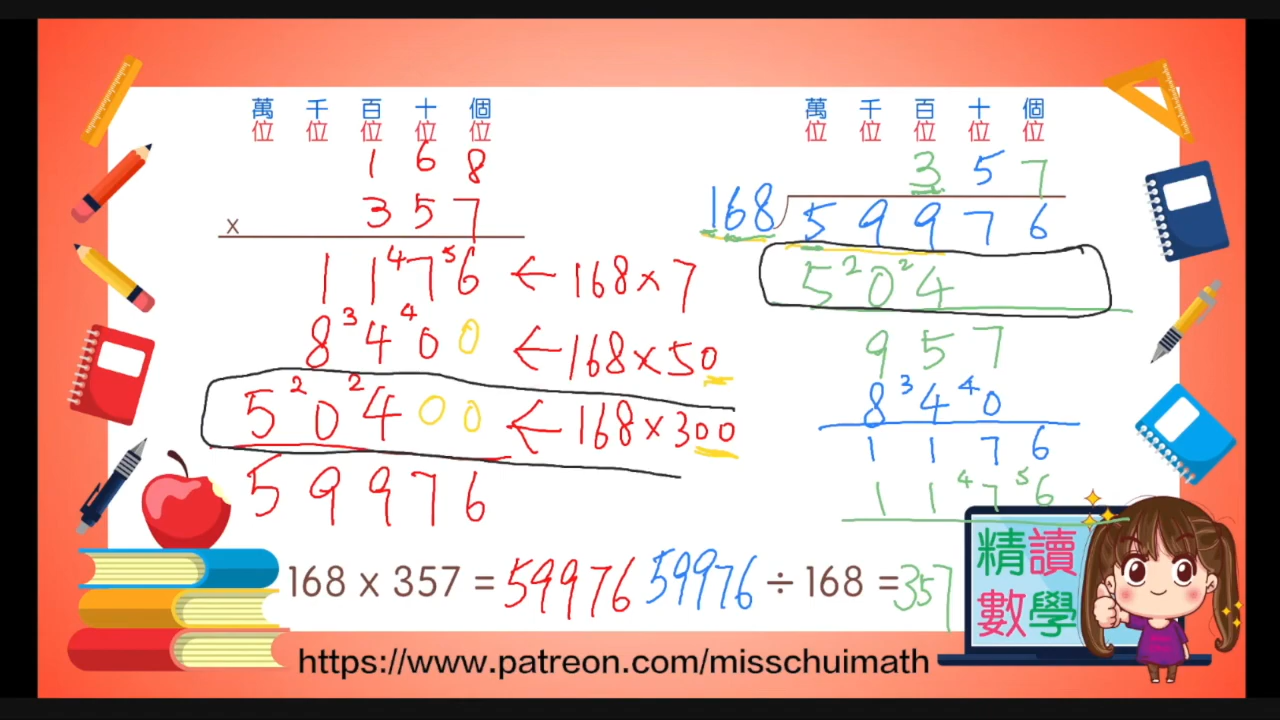 萬 千 百 十 個
位 位 位 位 位
1 6 8
x 3 5 7
1 1 4 7 5 6 ← 168 x 7
8 3 4 4 0 0 ← 168 x 50
5 2 0 2 4 0 0 ← 168 x 300
5 9 9 7 6
168 x 357 = 59976
萬 千 百 十 個
位 位 位 位 位
3 5 7
168 5 9 9 7 6
5 2 0 2 4
9 5 7
8 3 4 4 0
1 1 7 6
1 1 4 7 5 6
59976 ÷ 168 = 357
精讀
數學
https://www.patreon.com/misschuimath